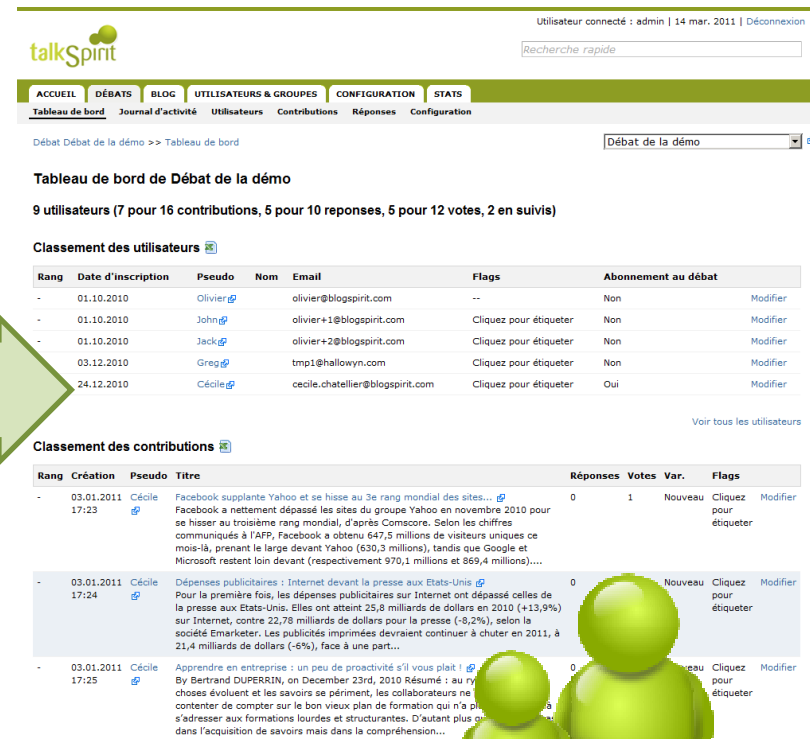 Utilisateur connecté : admin | 14 mar. 2011 | Déconnexion
talkSpirit
Recherche rapide
ACCUEIL DÉBATS BLOG UTILISATEURS & GROUPES CONFIGURATION STATS
Tableau de bord Journal d'activité Utilisateurs Contributions Réponses Configuration
Débat Débat de la démo >> Tableau de bord Débat de la démo
Tableau de bord de Débat de la démo
9 utilisateurs (7 pour 16 contributions, 5 pour 10 reponses, 5 pour 12 votes, 2 en suivis)
Classement des utilisateurs
Rang Date d'inscription Pseudo Nom Email Flags Abonnement au débat
- 01.10.2010 Olivier olivier@blogspirit.com -- Non Modifier
- 01.10.2010 John olivier+1@blogspirit.com Cliquez pour étiqueter Non Modifier
- 01.10.2010 Jack olivier+2@blogspirit.com Cliquez pour étiqueter Non Modifier
03.12.2010 Greg tmp1@hallowyn.com Cliquez pour étiqueter Non Modifier
24.12.2010 Cécile cecile.chatellier@blogspirit.com Cliquez pour étiqueter Oui Modifier
Voir tous les utilisateurs
Classement des contributions
Rang Création Pseudo Titre Réponses Votes Var. Flags
- 03.01.2011 Cécile Facebook supplante Yahoo et se hisse au 3e rang mondial des sites... 0 1 Nouveau Cliquez Modifier
17:23 Facebook a nettement dépassé les sites du groupe Yahoo en novembre 2010 pour pour
se hisser au troisième rang mondial, d'après Comscore. Selon les chiffres étiqueter
communiqués à l'AFP, Facebook a obtenu 647,5 millions de visiteurs uniques ce
mois-là, prenant le large devant Yahoo (630,3 millions), tandis que Google et
Microsoft restent loin devant (respectivement 970,1 millions et 869,4 millions)....
- 03.01.2011 Cécile Dépenses publicitaires : Internet devant la presse aux Etats-Unis 0 Nouveau Cliquez Modifier
17:24 Pour la première fois, les dépenses publicitaires sur Internet ont dépassé celles de pour
la presse aux Etats-Unis. Elles ont atteint 25,8 milliards de dollars en 2010 (+13,9%) étiqueter
sur Internet, contre 22,78 milliards de dollars pour la presse (-8,2%), selon la
société Emarketer. Les publicités imprimées devraient continuer à chuter en 2011, à
21,4 milliards de dollars (-6%), face à une part...
- 03.01.2011 Cécile Apprendre en entreprise : un peu de proactivité s'il vous plait ! 0 Cliquez Modifier
17:25 By Bertrand DUPERRIN, on December 23rd, 2010 Résumé : au pour
choses évoluent et les savoirs se périment, les collaborateurs ne étiqueter
contenter de compter sur le bon vieux plan de formation qui n'a
s'adresser aux formations lourdes et structurantes. D'autant plus
dans l'acquisition de savoirs mais dans la compréhension...